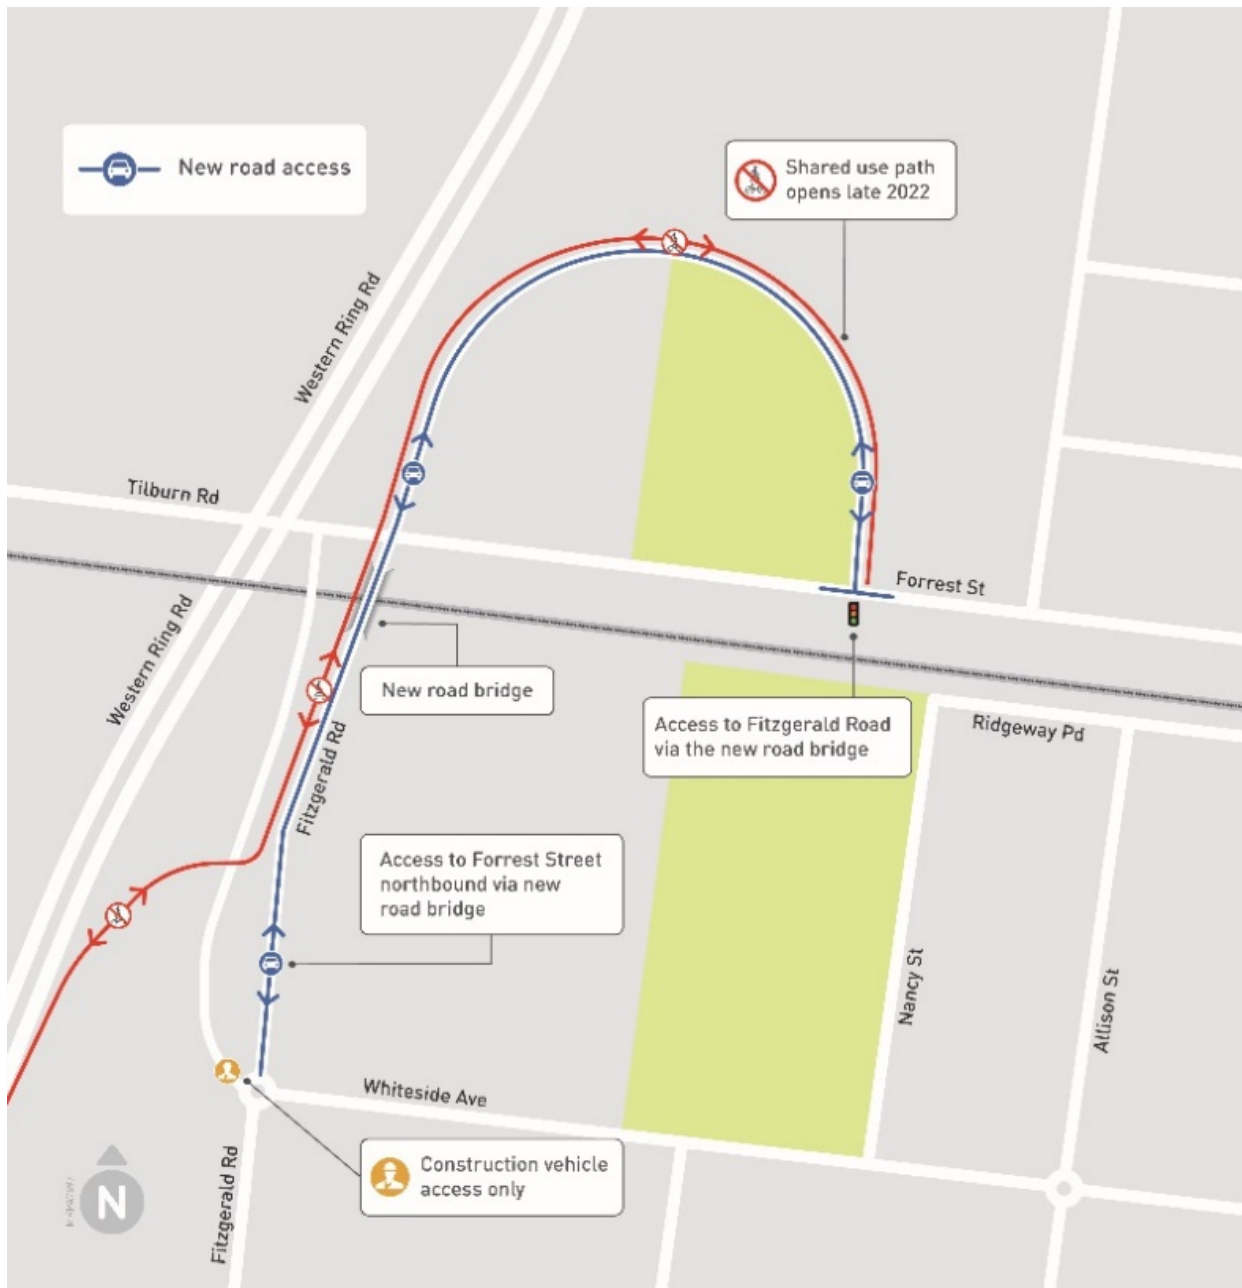 New road access
Shared use path
opens late 2022
Western Ring Rd
Tilburn Rd
Forrest St
Western Ring Rd
New road bridge
Access to Fitzgerald Road
via the new road bridge
Ridgeway Pd
Fitzgerald Rd
Access to Forrest Street
northbound via new
road bridge
Nancy St
Allison St
Whiteside Ave
Construction vehicle
access only
Fitzgerald Rd
N